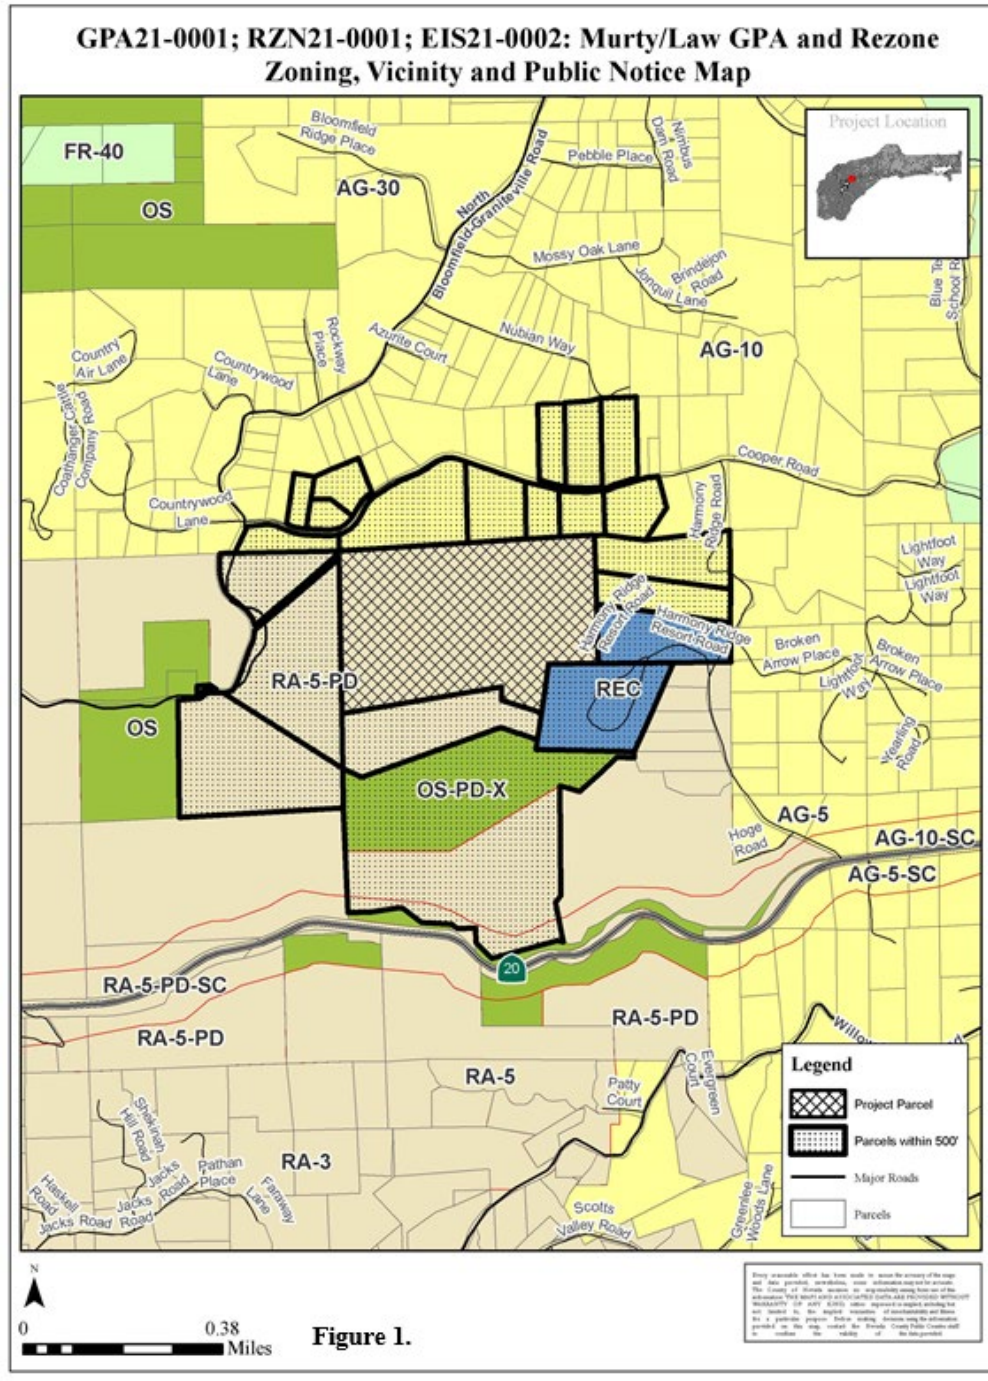 GPA21-0001; RZN21-0001; EIS21-0002: Murty/Law GPA and Rezone
Zoning, Vicinity and Public Notice Map
Project Location
FR-40
OS
Bloomfield
Ridge Place
AG-30
North
Bloomfield-Graniteville Road
Pebble Place
Nimbus
Dam Road
Mossy Oak Lane
Jonquil Lane
Brindejon
Road
School
Country
Air Lane
Coathanger Cattle
Company Road
Countrywood
Lane
Rockway
Place
Azurite Court
Nubian Way
AG-10
Countrywood
Lane
Cooper Road
Harmony
Ridge Road
Lightfoot
Way
Lightfoot
Way
Harmony Ridge
Resort Road
Harmony Ridge
Resort Road
Broken
Arrow Place
Broken
Arrow Place
Lightfoot
Way
Yearling
Road
RA-5-PD
REC
OS
OS-PD-X
AG-5
Hoge
Road
AG-10-SC
AG-5-SC
20
RA-5-PD-SC
RA-5-PD
RA-5-PD
RA-5
Patty
Court
Evergreen
Court
RA-3
Shekinah
Hill Road
Jacks
Road
Pathan
Place
Jacks
Road
Faraway
Lane
Haskell
Road
Jacks Road
Scotts
Valley Road
Greenlee
Woods Lane
Legend
Project Parcel
Parcels within 500'
Major Roads
Parcels
N
0 0.38
Miles
Figure 1.